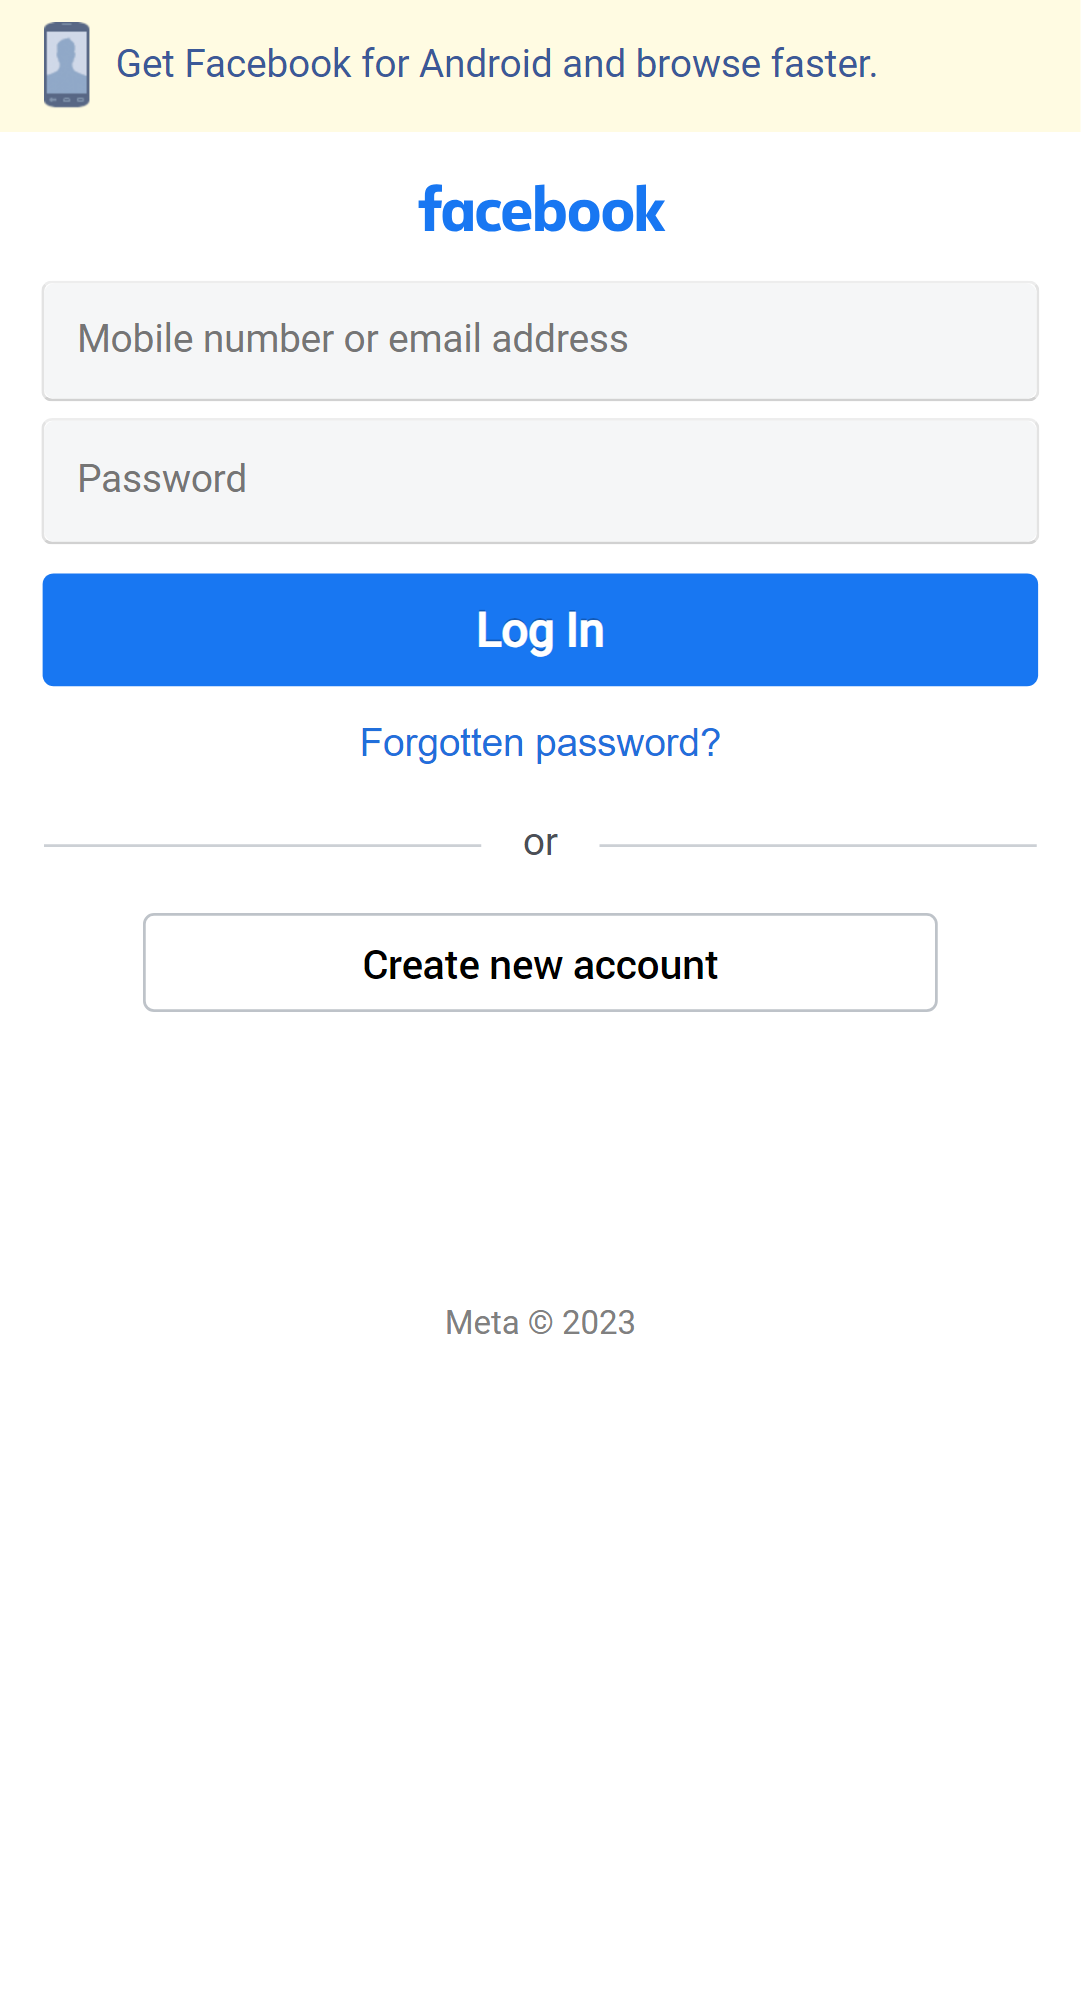 Get Facebook for Android and browse faster.
facebook
Mobile number or email address
Password
Log In
Forgotten password?
or
Create new account
Meta © 2023